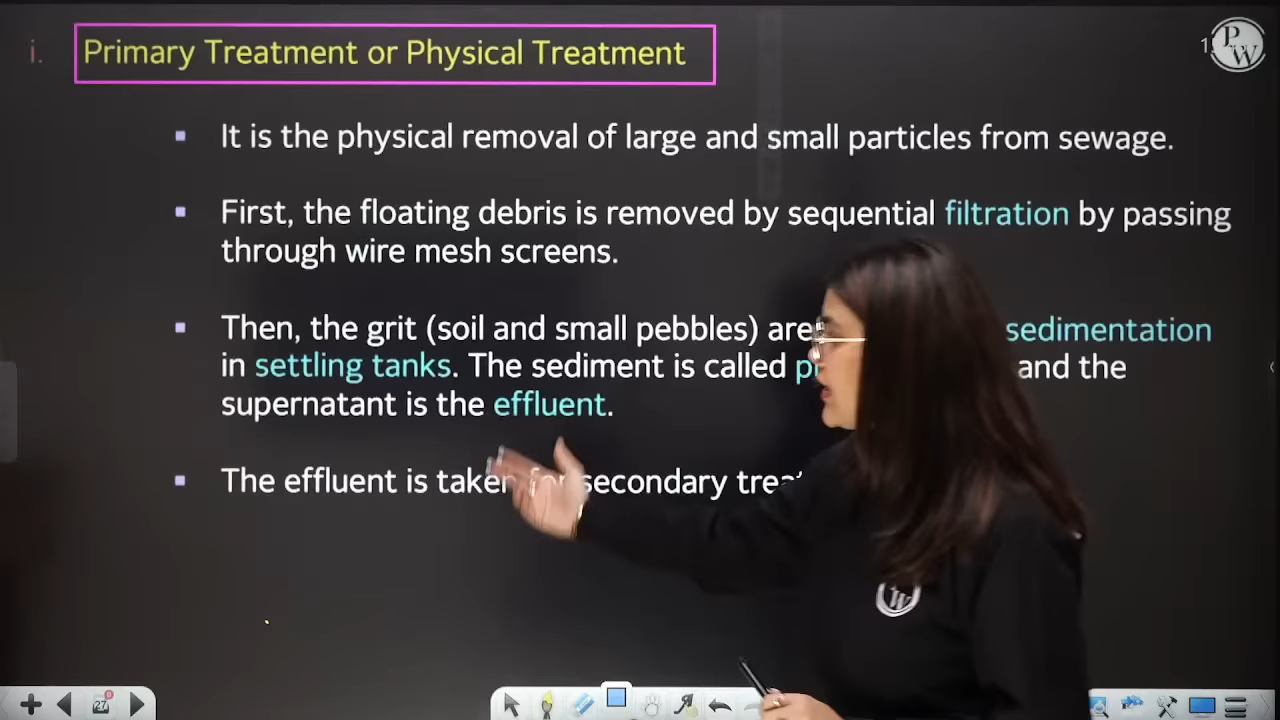 i. Primary Treatment or Physical Treatment
PW
It is the physical removal of large and small particles from sewage.
First, the floating debris is removed by sequential filtration by passing
through wire mesh screens.
Then, the grit (soil and small pebbles) are sedimentation
in settling tanks. The sediment is called and the
supernatant is the effluent.
The effluent is taken for secondary
W
27